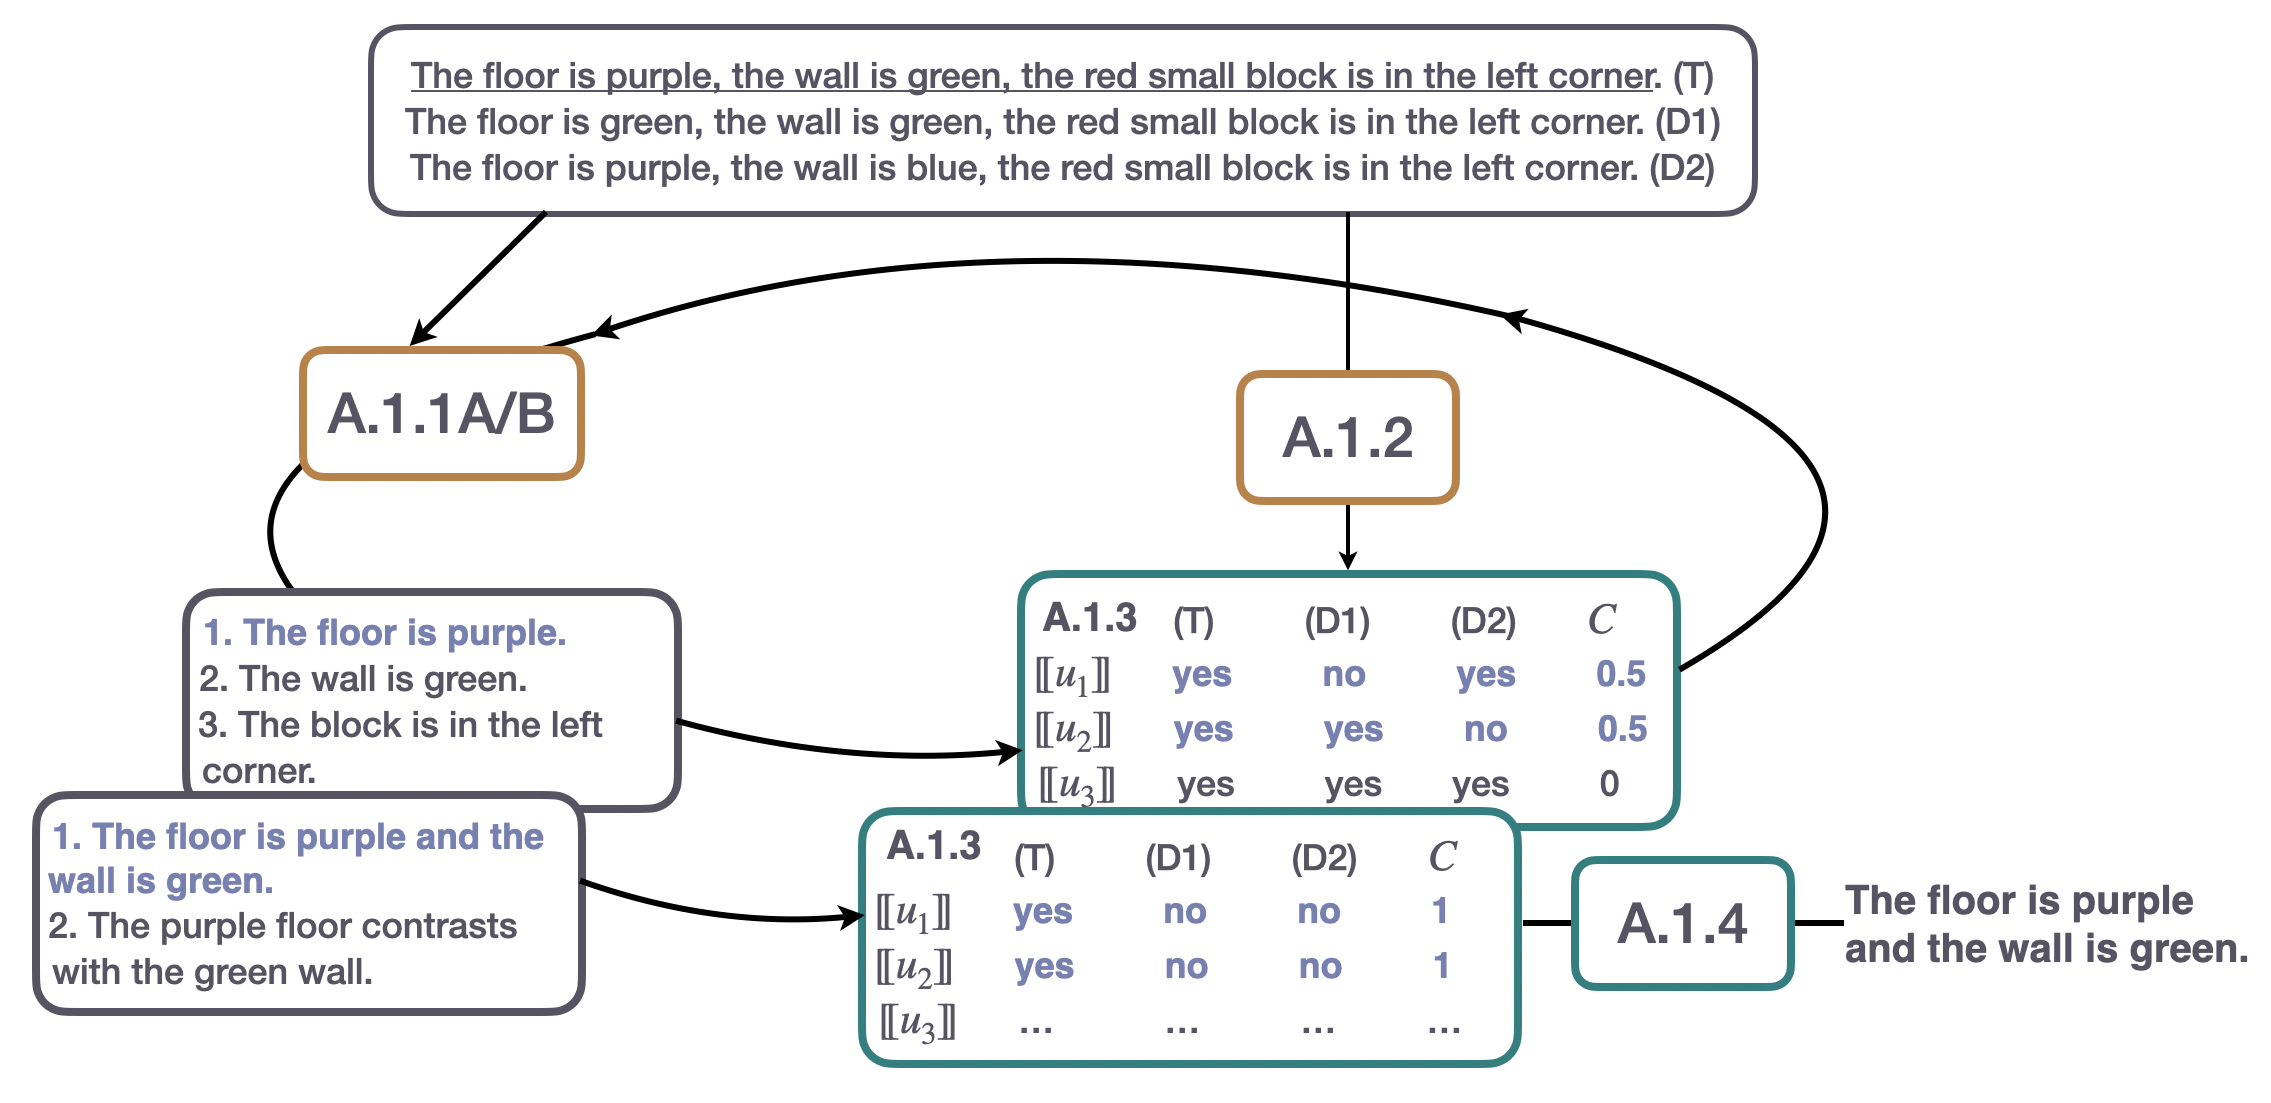 The floor is purple, the wall is green, the red small block is in the left corner. (T)
The floor is green, the wall is green, the red small block is in the left corner. (D1)
The floor is purple, the wall is blue, the red small block is in the left corner. (D2)
A.1.1A/B
A.1.2
1. The floor is purple.
2. The wall is green.
3. The block is in the left
corner.
A.1.3 (T) (D1) (D2) C
⟦u₁⟧ yes no yes 0.5
⟦u₂⟧ yes yes no 0.5
⟦u₃⟧ yes yes yes 0
1. The floor is purple and the
wall is green.
2. The purple floor contrasts
with the green wall.
A.1.3 (T) (D1) (D2) C
⟦u₁⟧ yes no no 1
⟦u₂⟧ yes no no 1
⟦u₃⟧ ... ... ... ...
A.1.4
The floor is purple
and the wall is green.